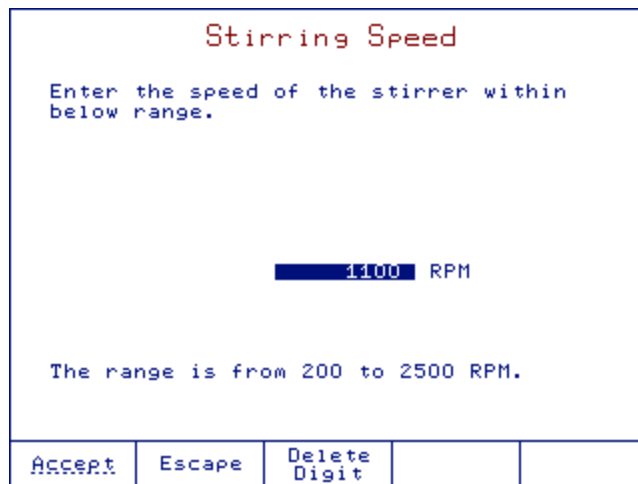 Stirring Speed
Enter the speed of the stirrer within
below range.
1100 RPM
The range is from 200 to 2500 RPM.
Accept
Escape
Delete
Digit